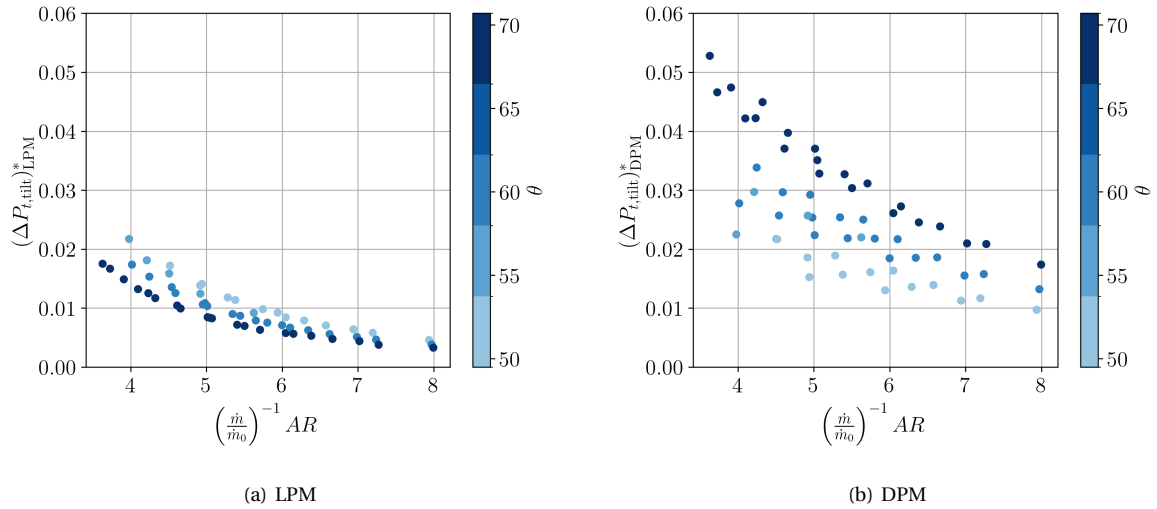 0.06
0.05
0.04
0.03
0.02
0.01
0.00
4 5 6 7 8
(ΔP_{t,tilt})^*_{LPM}
(ṁ/ṁ_0)^{-1} AR
70
65
60
55
50
θ
(a) LPM
0.06
0.05
0.04
0.03
0.02
0.01
0.00
4 5 6 7 8
(ΔP_{t,tilt})^*_{DPM}
(ṁ/ṁ_0)^{-1} AR
70
65
60
55
50
θ
(b) DPM